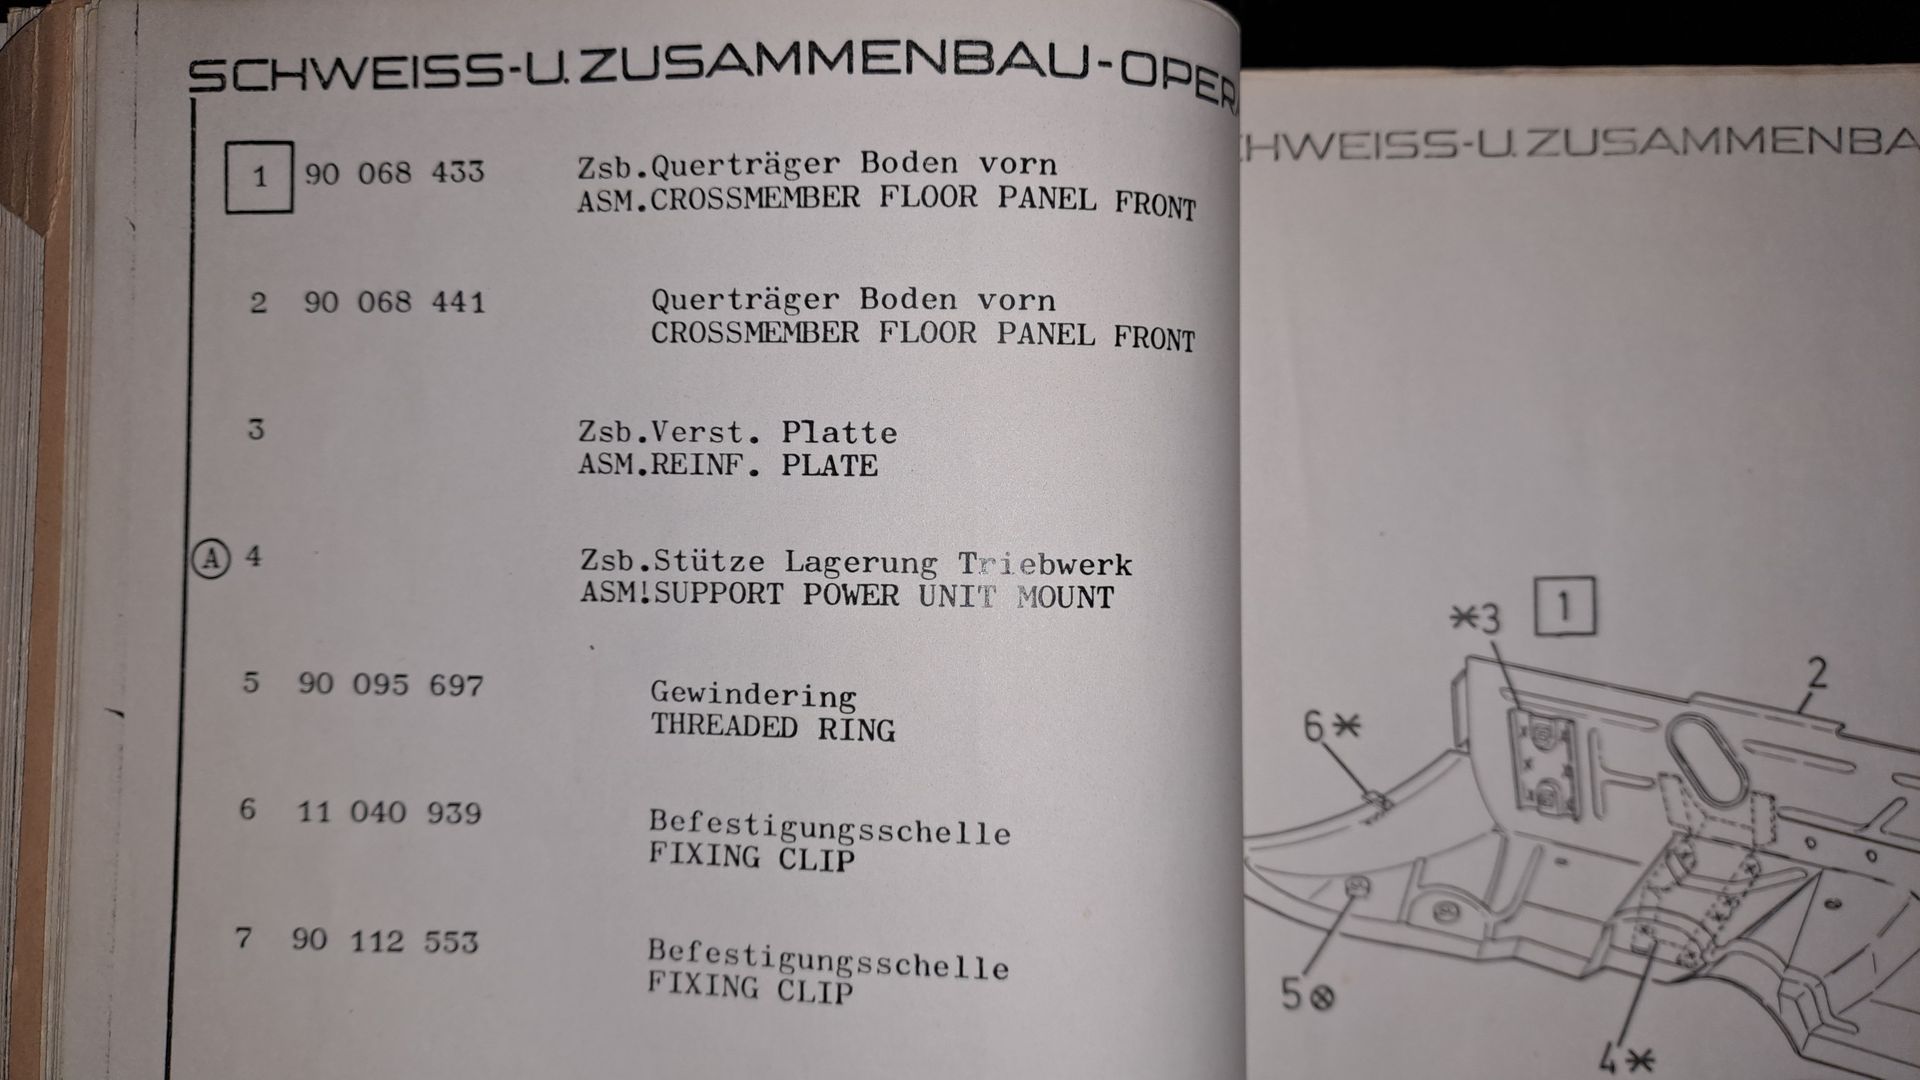 SCHWEISS-U.ZUSAMMENBAU-OPER
1 90 068 433 Zsb.Querträger Boden vorn
ASM.CROSSMEMBER FLOOR PANEL FRONT
2 90 068 441 Querträger Boden vorn
CROSSMEMBER FLOOR PANEL FRONT
3 Zsb.Verst. Platte
ASM.REINF. PLATE
A 4 Zsb.Stütze Lagerung Triebwerk
ASM.SUPPORT POWER UNIT MOUNT
5 90 095 697 Gewindering
THREADED RING
6 11 040 939 Befestigungsschelle
FIXING CLIP
7 90 112 553 Befestigungsschelle
FIXING CLIP
CHWEISS-U.ZUSAMMENBA
*3 1
2
6*
5⊗
4*